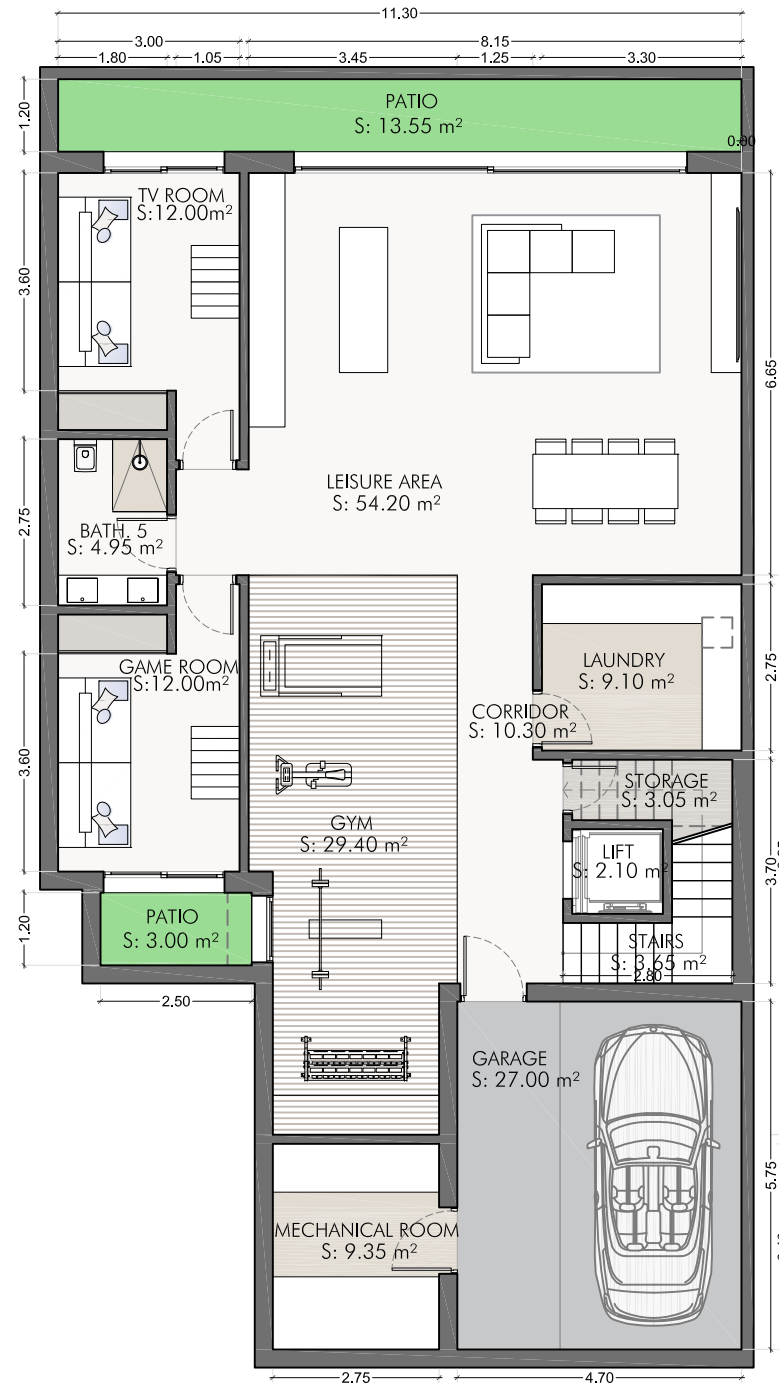 11.30
3.00
8.15
1.80
1.05
3.45
1.25
3.30
1.20
PATIO
S: 13.55 m²
TV ROOM
S:12.00m²
3.60
6.65
LEISURE AREA
S: 54.20 m²
2.75
BATH. 5
S: 4.95 m²
GAME ROOM
S:12.00m²
LAUNDRY
S: 9.10 m²
2.75
CORRIDOR
S: 10.30 m²
3.60
STORAGE
S: 3.05 m²
GYM
S: 29.40 m²
LIFT
S: 2.10 m²
3.70
1.20
PATIO
S: 3.00 m²
STAIRS
S: 3.65 m²
2.80
2.50
GARAGE
S: 27.00 m²
5.75
MECHANICAL ROOM
S: 9.35 m²
2.75
4.70